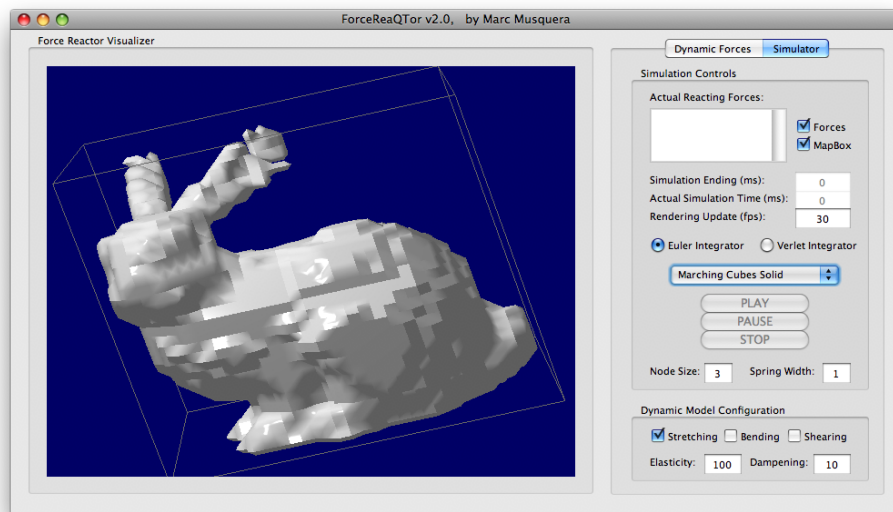 ForceReaQTor v2.0,   by Marc Musquera
Force Reactor Visualizer
Dynamic Forces
Simulator
Simulation Controls
Actual Reacting Forces:
Forces
MapBox
Simulation Ending (ms):
0
Actual Simulation Time (ms):
0
Rendering Update (fps):
30
Euler Integrator
Verlet Integrator
Marching Cubes Solid
PLAY
PAUSE
STOP
Node Size:
3
Spring Width:
1
Dynamic Model Configuration
Stretching
Bending
Shearing
Elasticity:
100
Dampening:
10